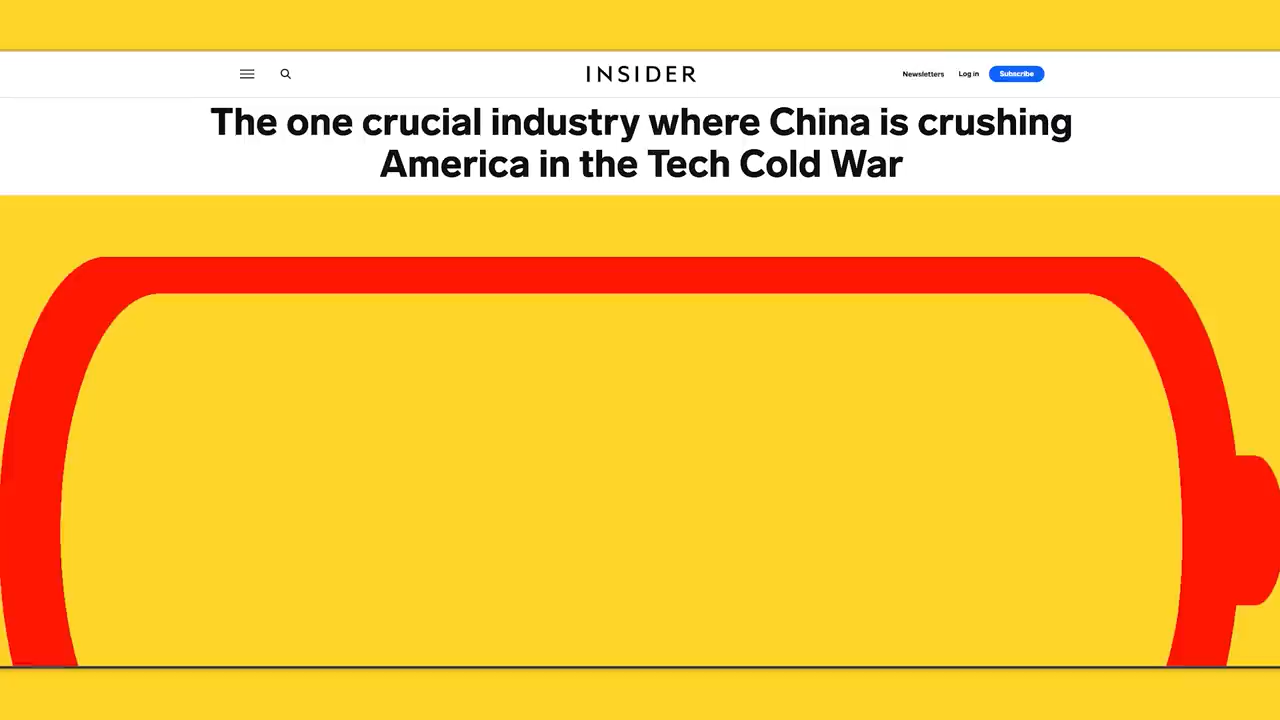 INSIDER
Newsletters
Log in
Subscribe
The one crucial industry where China is crushing
America in the Tech Cold War